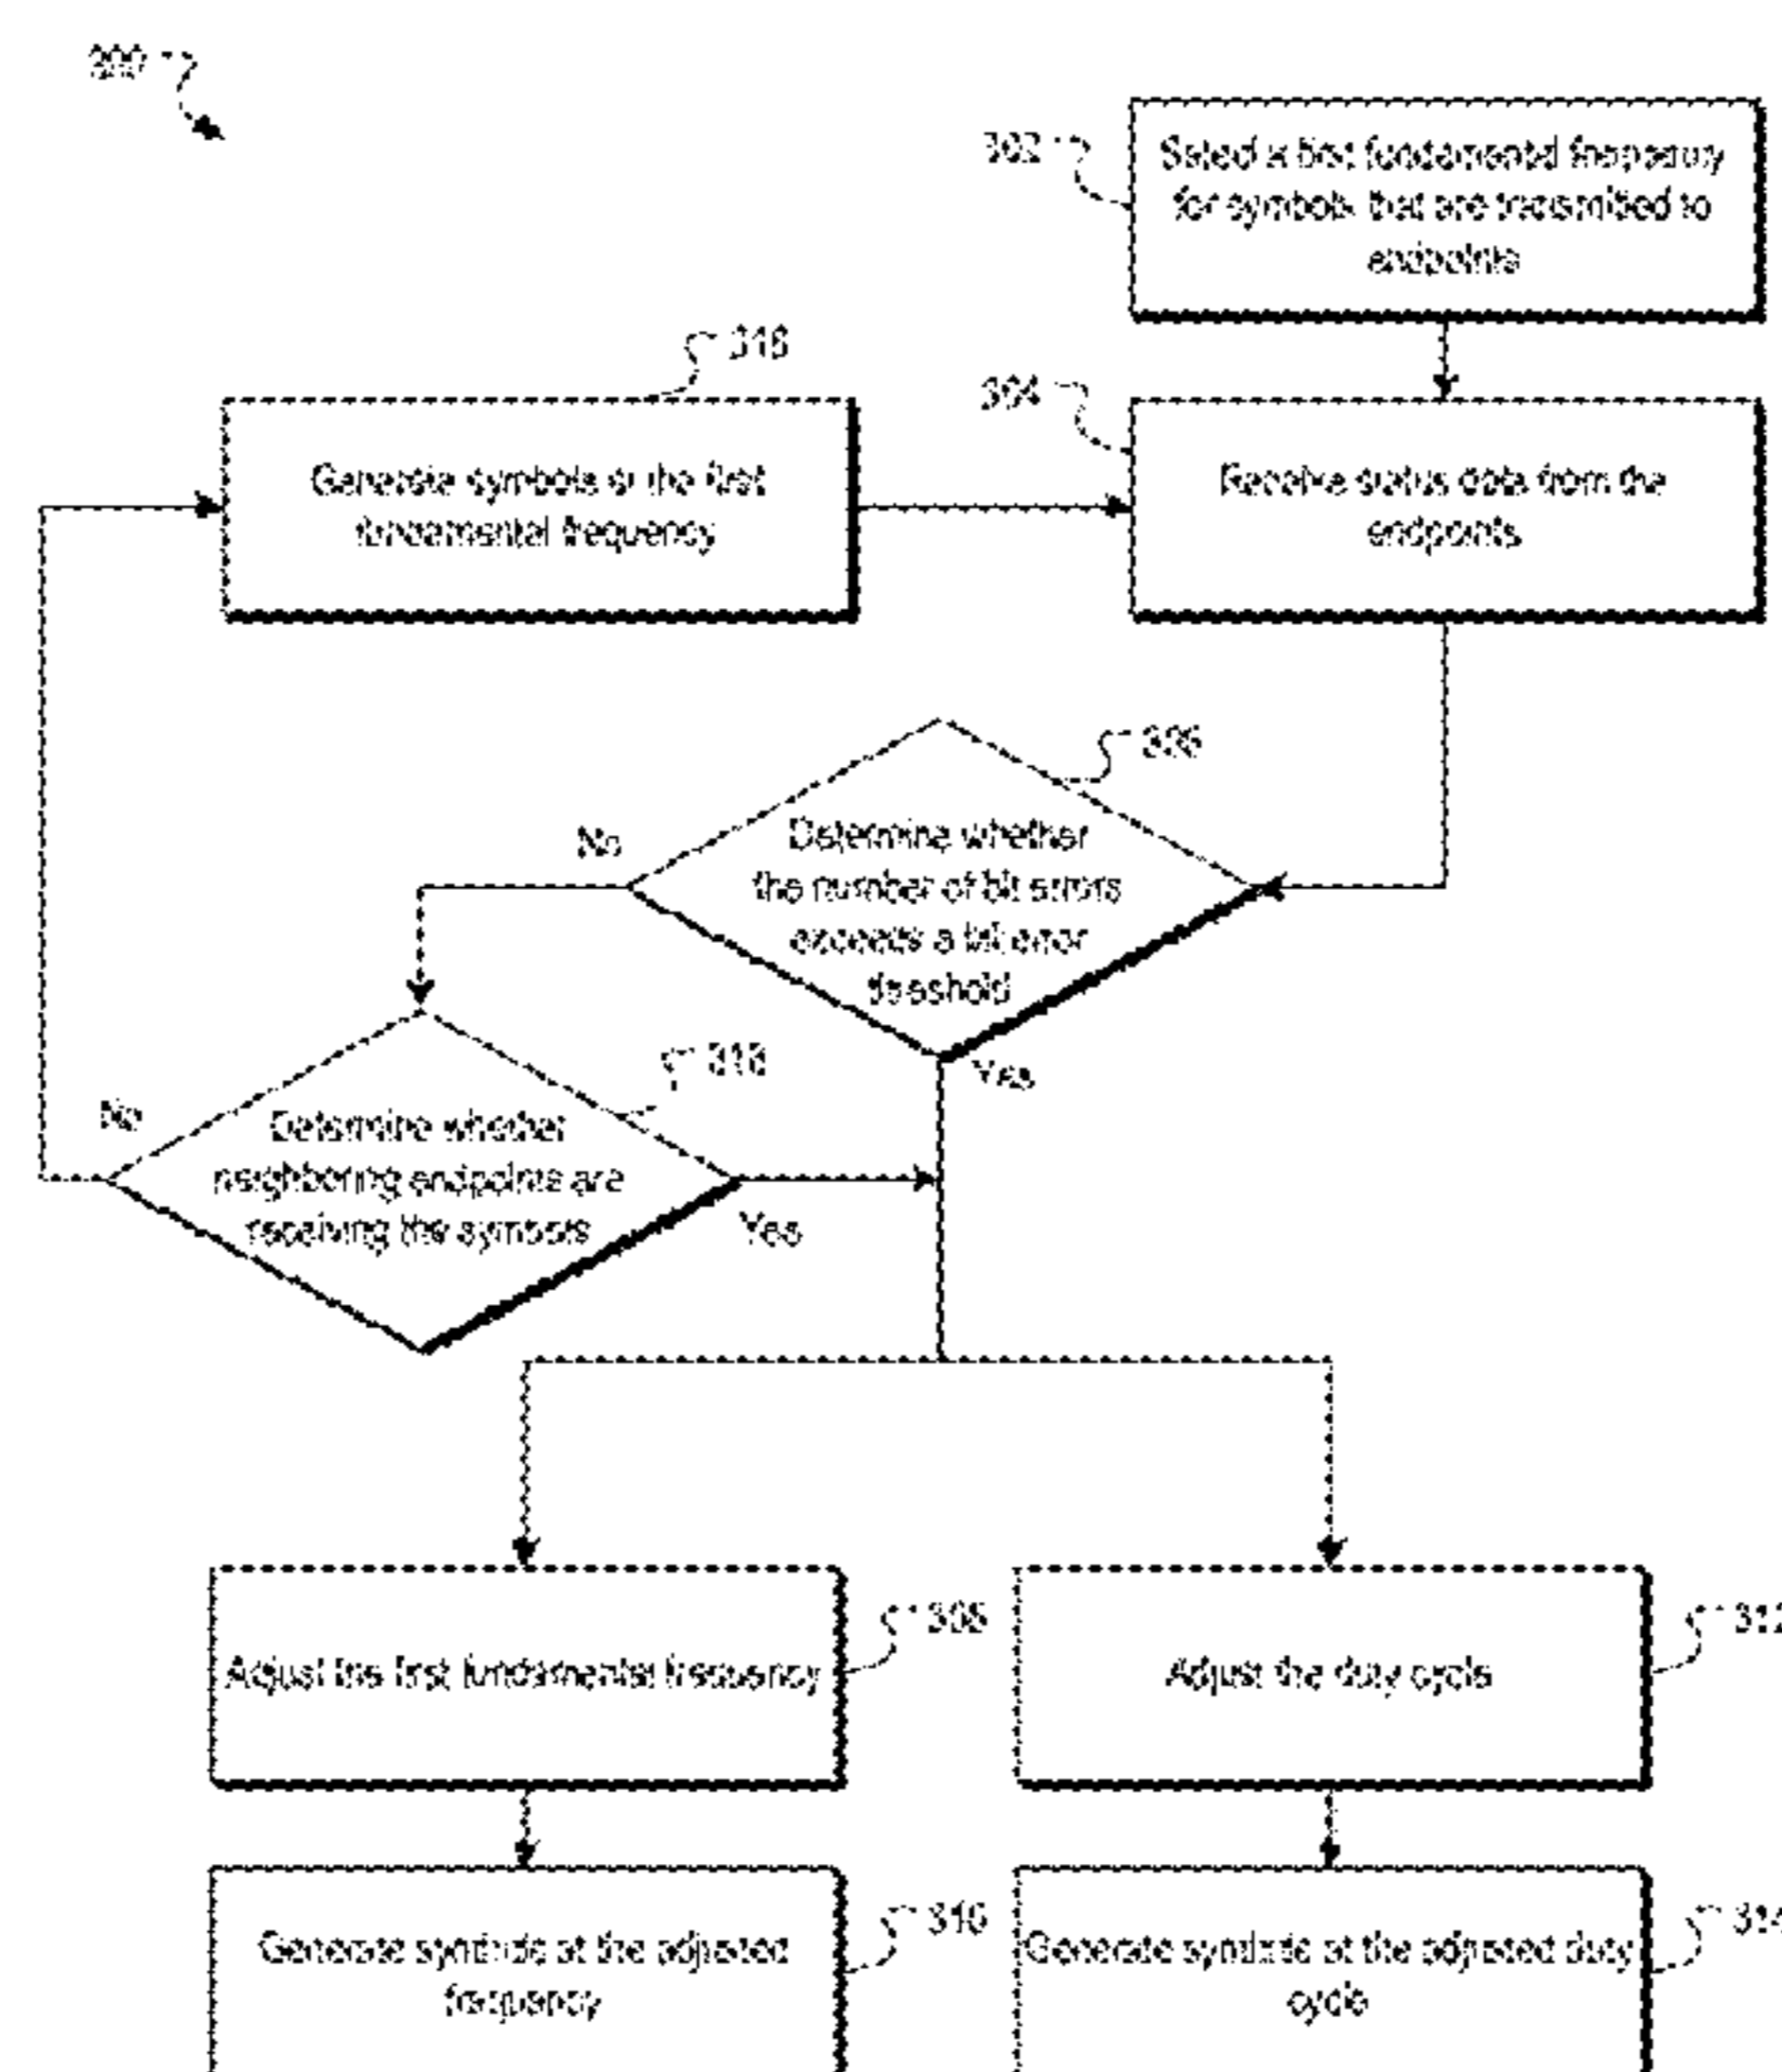 300
302
Select a first fundamental frequency
for symbols that are transmitted to
endpoints
304
Receive status data from the
endpoints
Generate symbols at the first
fundamental frequency
306
Determine whether
the number of bit errors
exceeds a bit error
threshold
No
Yes
Determine whether
neighboring endpoints are
receiving the symbols
No
Yes
308
Adjust the first fundamental frequency
312
Adjust the duty cycle
310
Generate symbols at the adjusted
frequency
314
Generate symbols at the adjusted duty
cycle